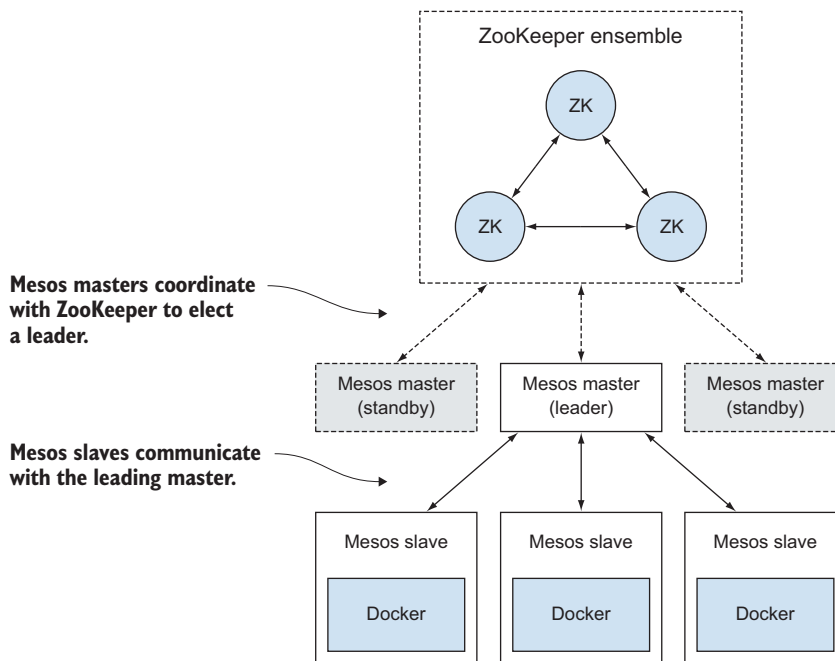 ZooKeeper ensemble
ZK
ZK
ZK
Mesos masters coordinate
with ZooKeeper to elect
a leader.
Mesos master
(standby)
Mesos master
(leader)
Mesos master
(standby)
Mesos slaves communicate
with the leading master.
Mesos slave
Mesos slave
Mesos slave
Docker
Docker
Docker